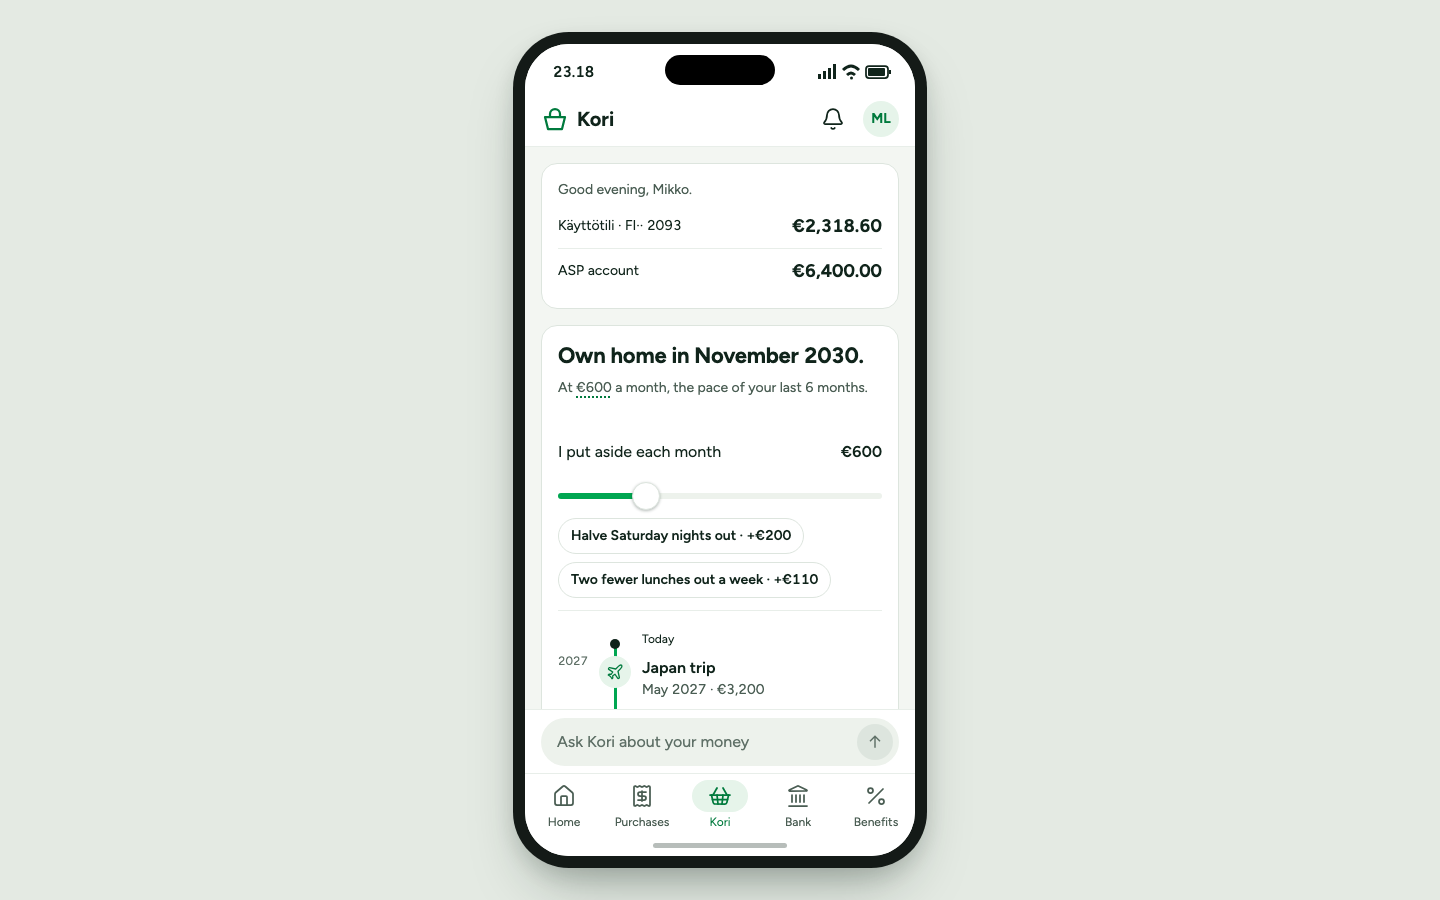 23.18
Kori
ML
Good evening, Mikko.
Käyttötili · FI·· 2093 €2,318.60
ASP account €6,400.00
Own home in November 2030.
At €600 a month, the pace of your last 6 months.
I put aside each month €600
Halve Saturday nights out · +€200
Two fewer lunches out a week · +€110
Today
2027
Japan trip
May 2027 · €3,200
Ask Kori about your money
Home Purchases Kori Bank Benefits